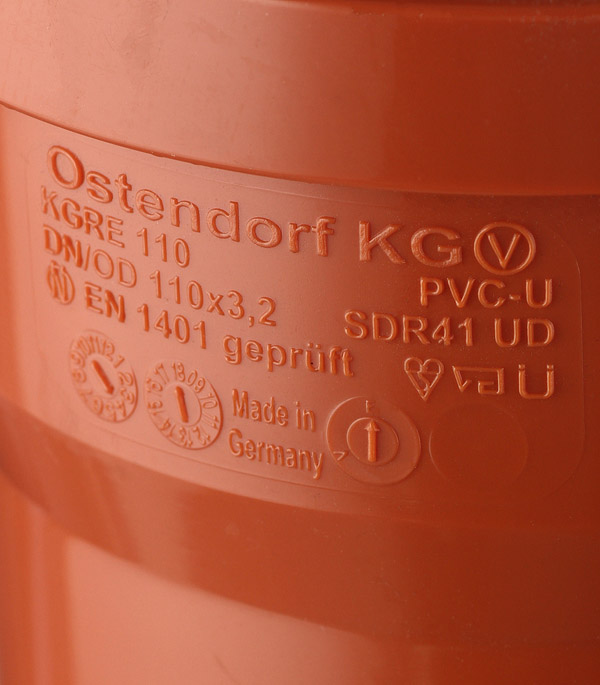 Ostendorf KG V
KGRE 110
DN/OD 110x3,2
N EN 1401 geprüft
PVC-U
SDR41 UD
Ü
Made in
Germany
E